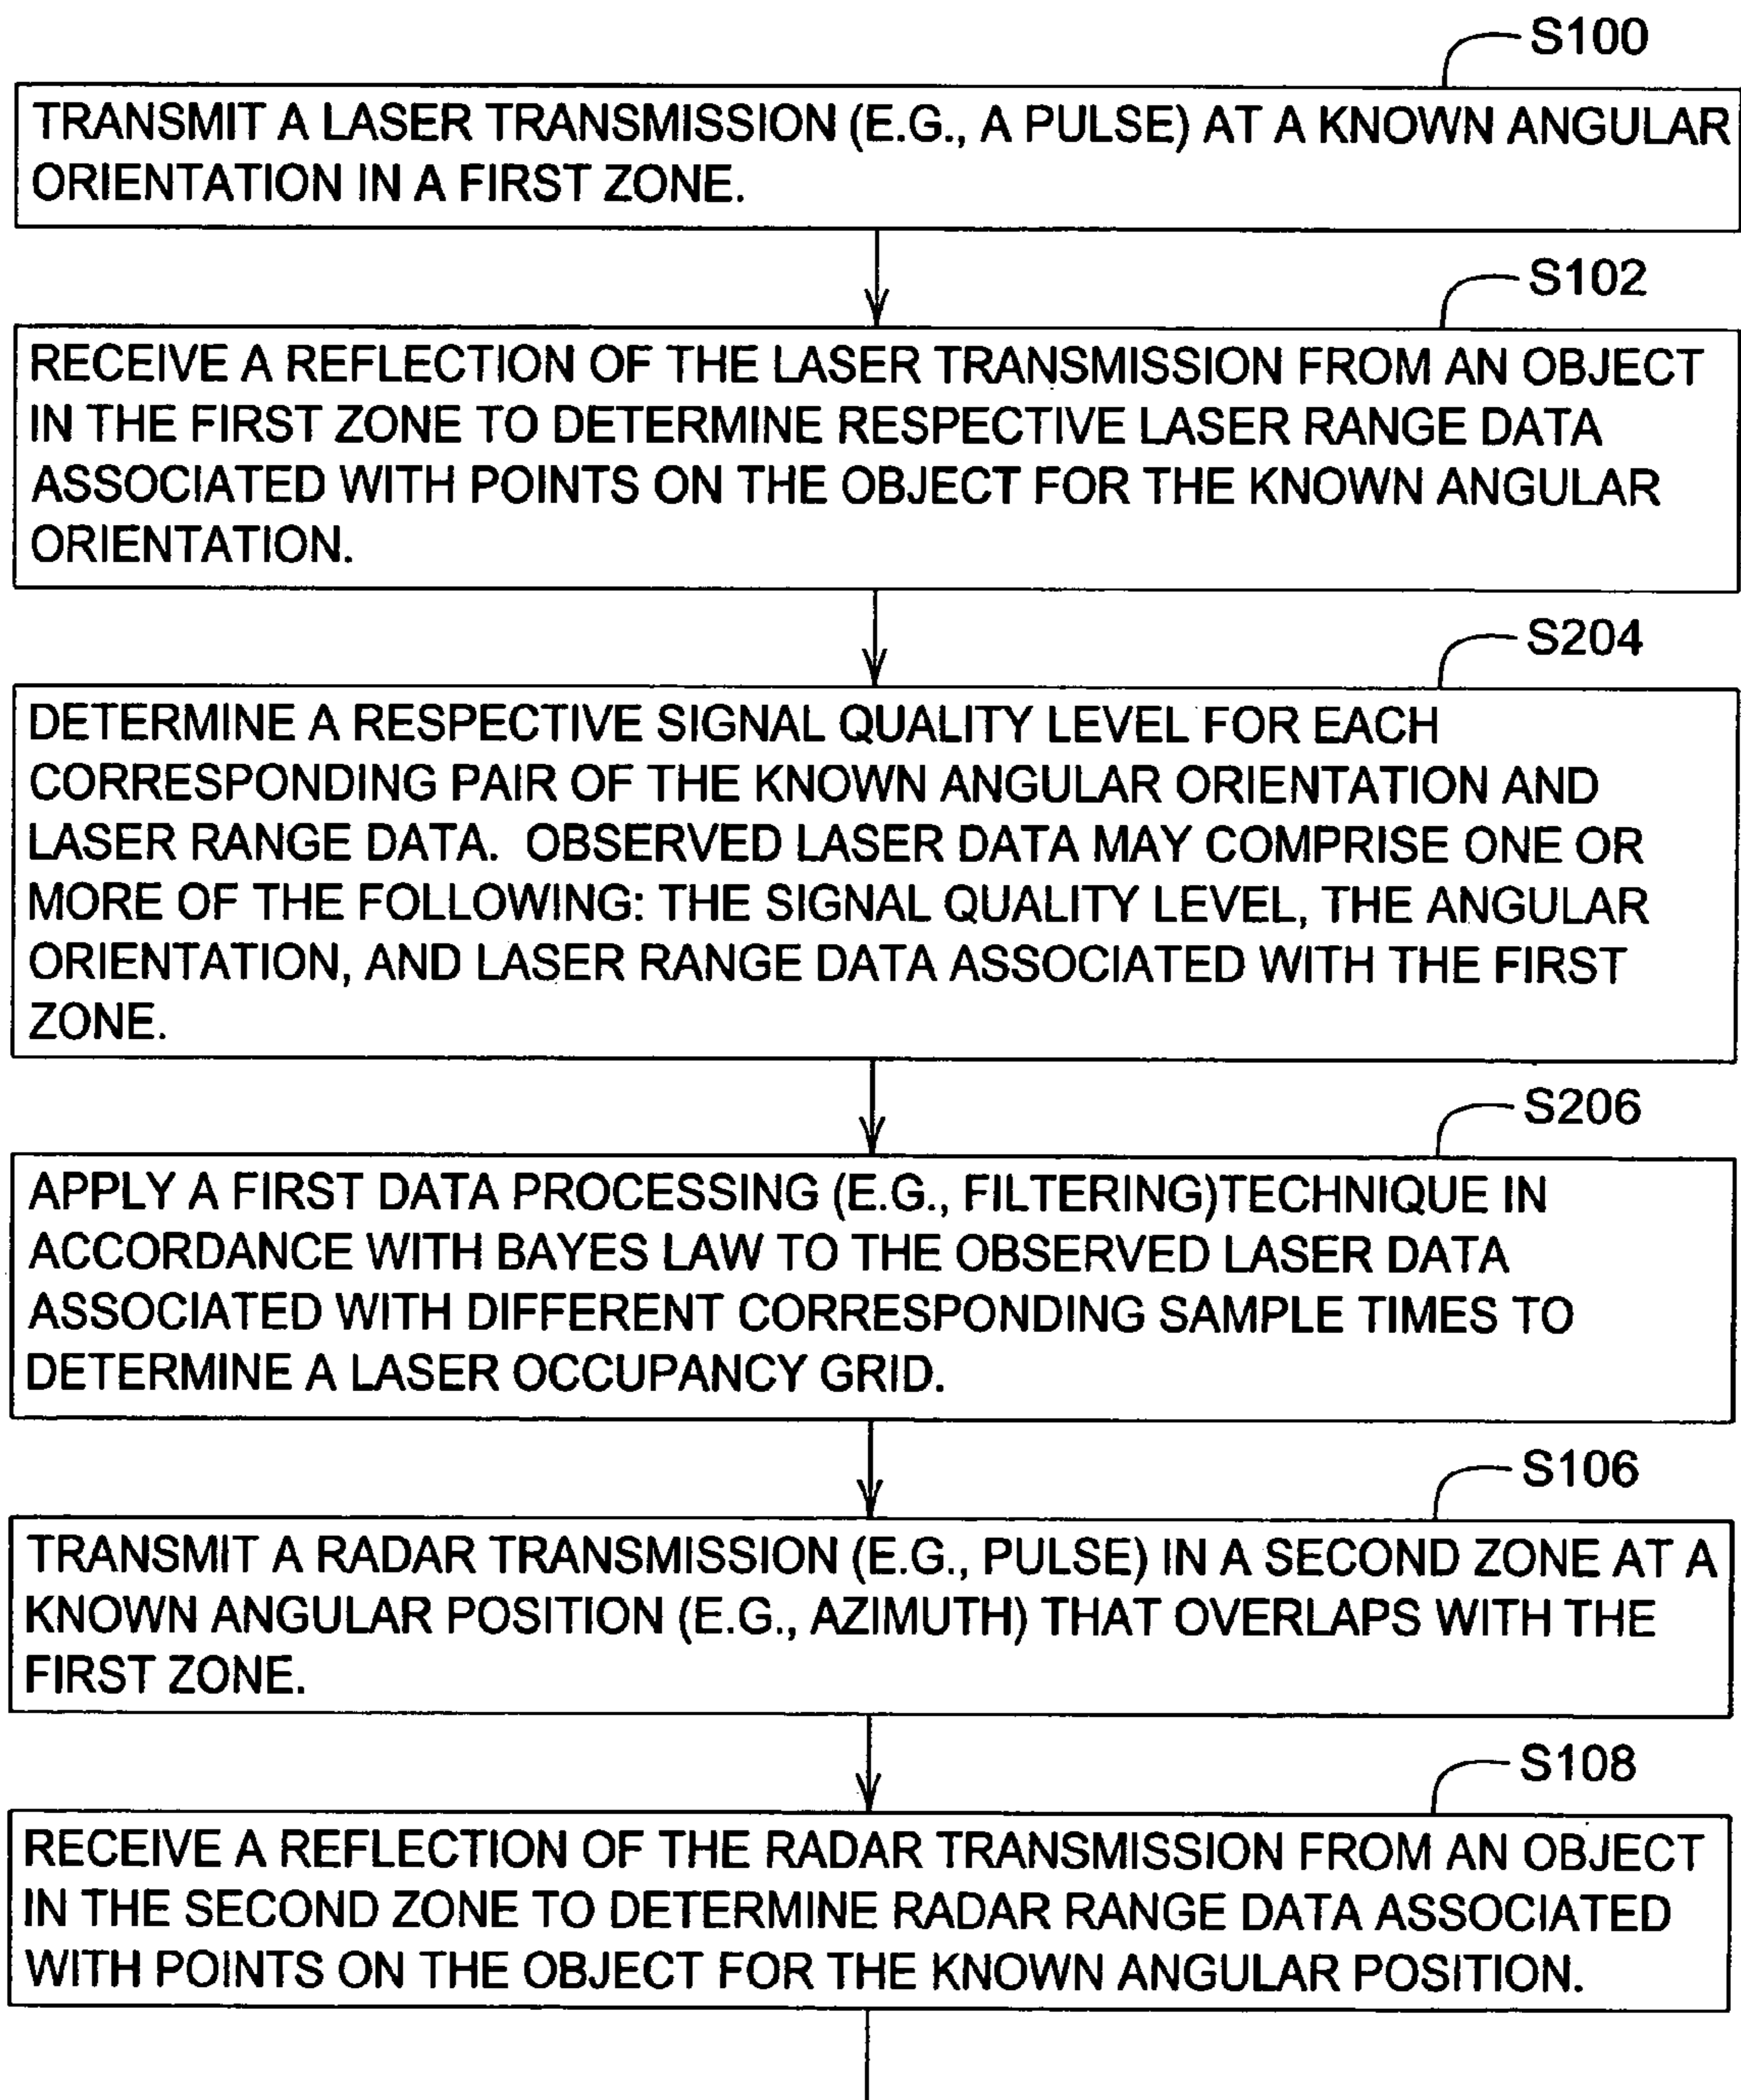 S100
TRANSMIT A LASER TRANSMISSION (E.G., A PULSE) AT A KNOWN ANGULAR
ORIENTATION IN A FIRST ZONE.
S102
RECEIVE A REFLECTION OF THE LASER TRANSMISSION FROM AN OBJECT
IN THE FIRST ZONE TO DETERMINE RESPECTIVE LASER RANGE DATA
ASSOCIATED WITH POINTS ON THE OBJECT FOR THE KNOWN ANGULAR
ORIENTATION.
S204
DETERMINE A RESPECTIVE SIGNAL QUALITY LEVEL FOR EACH
CORRESPONDING PAIR OF THE KNOWN ANGULAR ORIENTATION AND
LASER RANGE DATA. OBSERVED LASER DATA MAY COMPRISE ONE OR
MORE OF THE FOLLOWING: THE SIGNAL QUALITY LEVEL, THE ANGULAR
ORIENTATION, AND LASER RANGE DATA ASSOCIATED WITH THE FIRST
ZONE.
S206
APPLY A FIRST DATA PROCESSING (E.G., FILTERING)TECHNIQUE IN
ACCORDANCE WITH BAYES LAW TO THE OBSERVED LASER DATA
ASSOCIATED WITH DIFFERENT CORRESPONDING SAMPLE TIMES TO
DETERMINE A LASER OCCUPANCY GRID.
S106
TRANSMIT A RADAR TRANSMISSION (E.G., PULSE) IN A SECOND ZONE AT A
KNOWN ANGULAR POSITION (E.G., AZIMUTH) THAT OVERLAPS WITH THE
FIRST ZONE.
S108
RECEIVE A REFLECTION OF THE RADAR TRANSMISSION FROM AN OBJECT
IN THE SECOND ZONE TO DETERMINE RADAR RANGE DATA ASSOCIATED
WITH POINTS ON THE OBJECT FOR THE KNOWN ANGULAR POSITION.